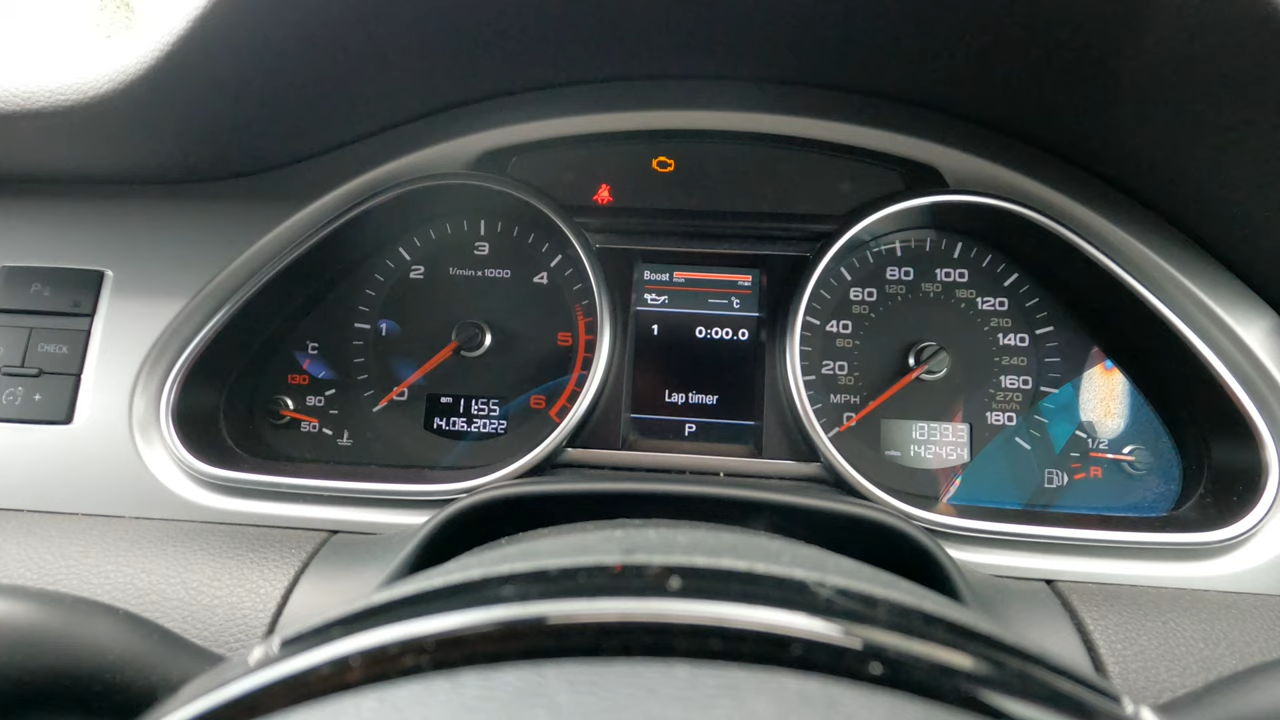 P
CHECK
+
1
2
3
4
5
6
0
1/min x 1000
°C
130
90
50
am 11:55
14.06.2022
Boost
min max
°C
1 0:00.0
Lap timer
P
0
20
40
60
80
100
120
140
160
180
30
60
90
120
150
180
210
240
270
MPH
km/h
1839.3
miles 142454
1/2
R